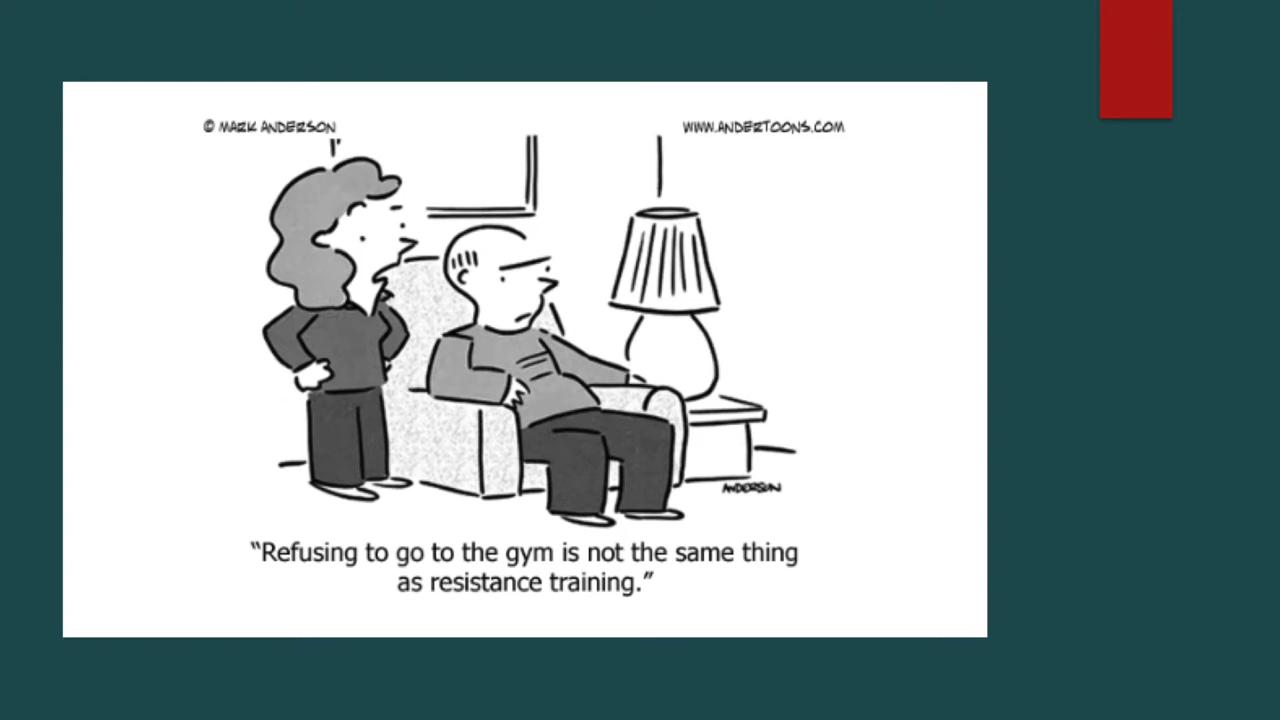 © MARK ANDERSON
WWW.ANDERTOONS.COM
ANDERSON
“Refusing to go to the gym is not the same thing
as resistance training.”